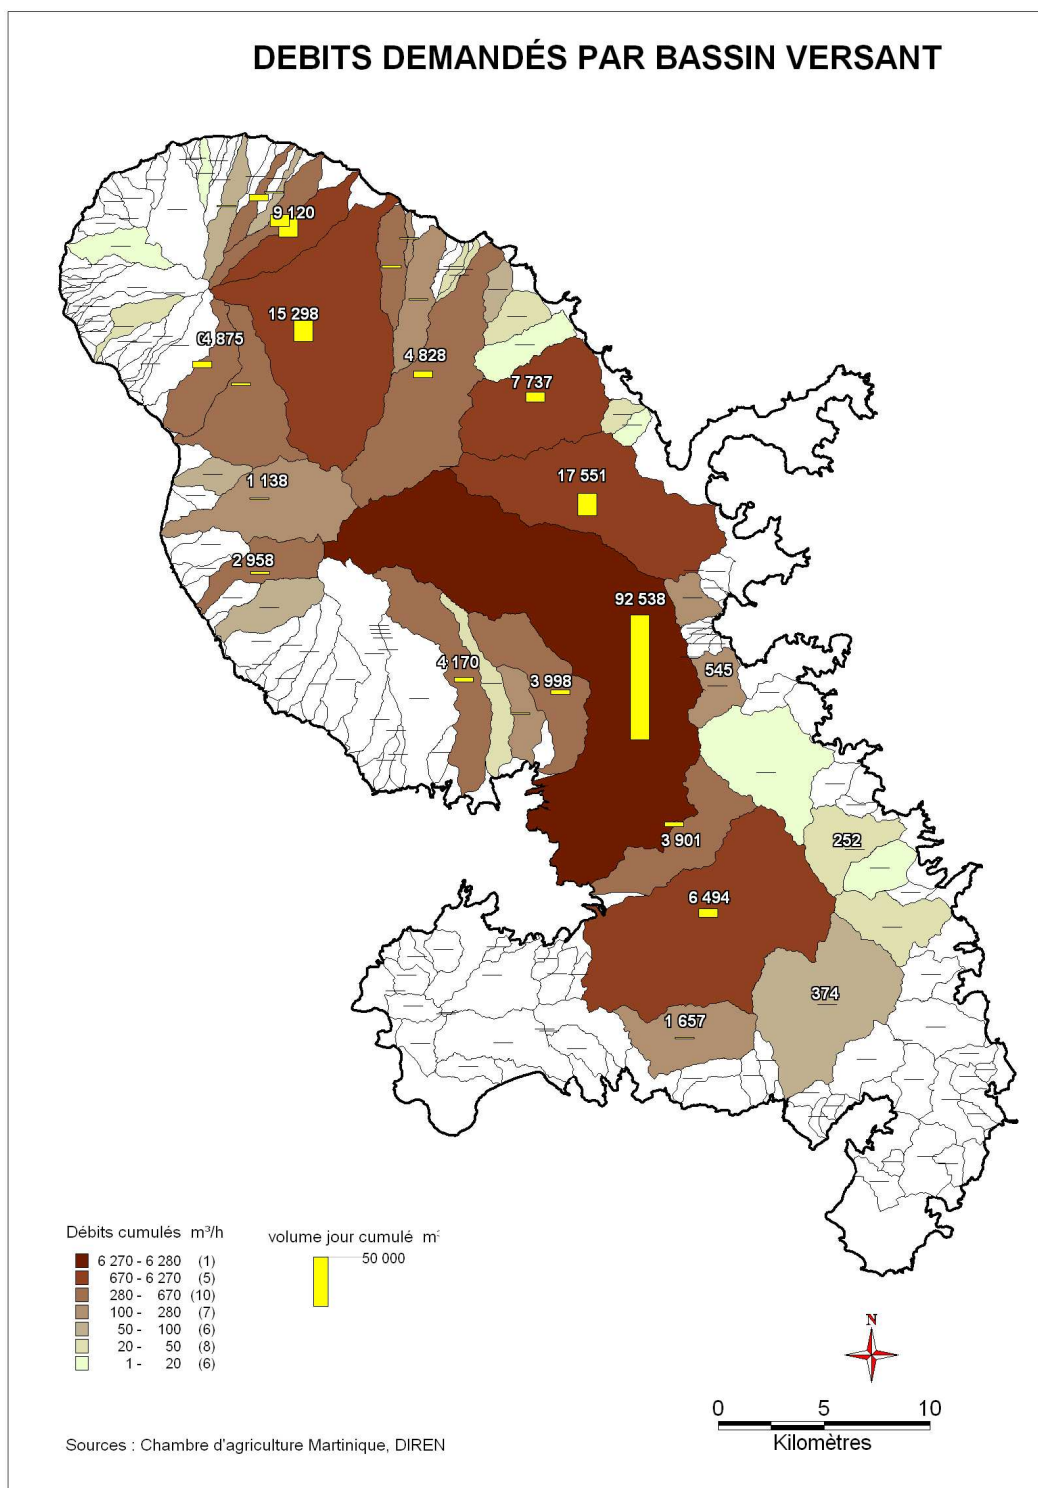 DEBITS DEMANDÉS PAR BASSIN VERSANT
9 120
15 298
4 875
4 828
7 737
17 551
1 138
2 958
92 538
4 170
3 998
545
3 901
252
6 494
374
1 657
Débits cumulés m³/h
6 270 - 6 280 (1)
670 - 6 270 (5)
280 - 670 (10)
100 - 280 (7)
50 - 100 (6)
20 - 50 (8)
1 - 20 (6)
volume jour cumulé m³
50 000
N
0 5 10
Kilomètres
Sources : Chambre d'agriculture Martinique, DIREN